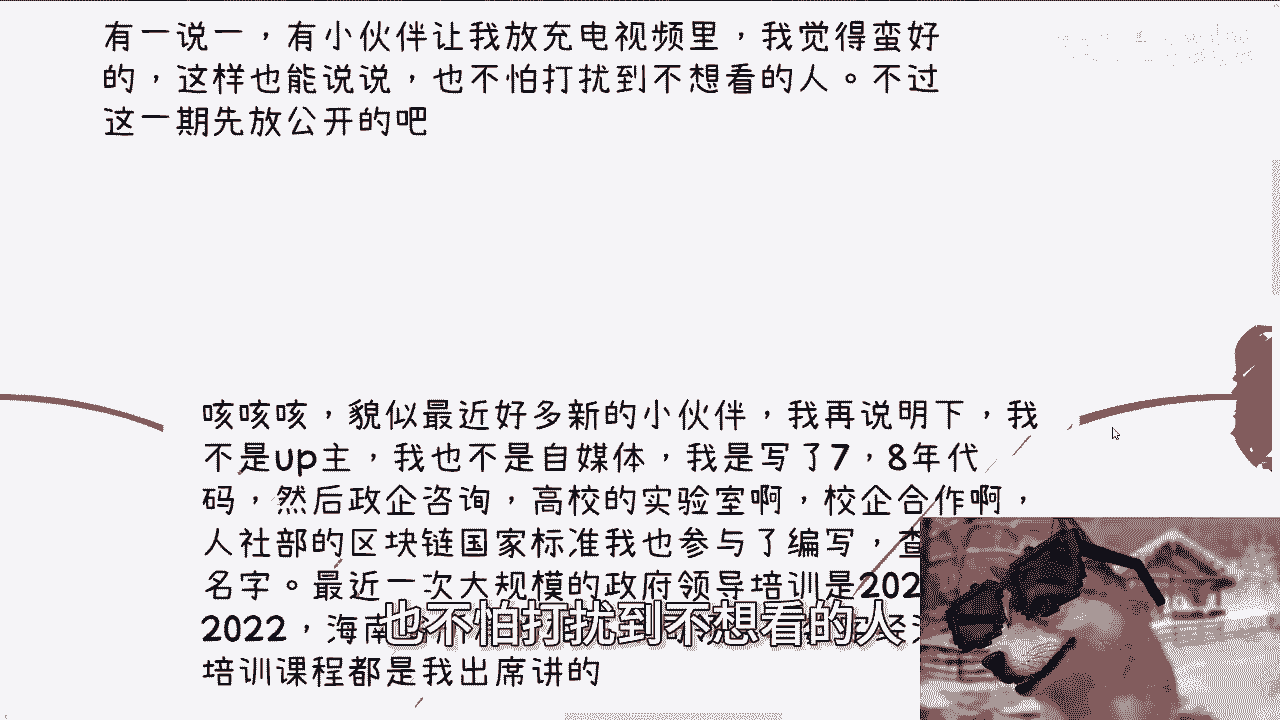 有一说一，有小伙伴让我放充电视频里，我觉得蛮好
的，这样也能说说，也不怕打扰到不想看的人。不过
这一期先放公开的吧
咳咳咳，貌似最近好多新的小伙伴，我再说明下，我
不是up主，我也不是自媒体，我是写了7，8年代
码，然后政企咨询，高校的实验室啊，校企合作啊，
人社部的区块链国家标准我也参与了编写，查
名字。最近一次大规模的政府领导培训是202
2022，海南
也不怕打扰到不想看的人
培训课程都是我出席讲的